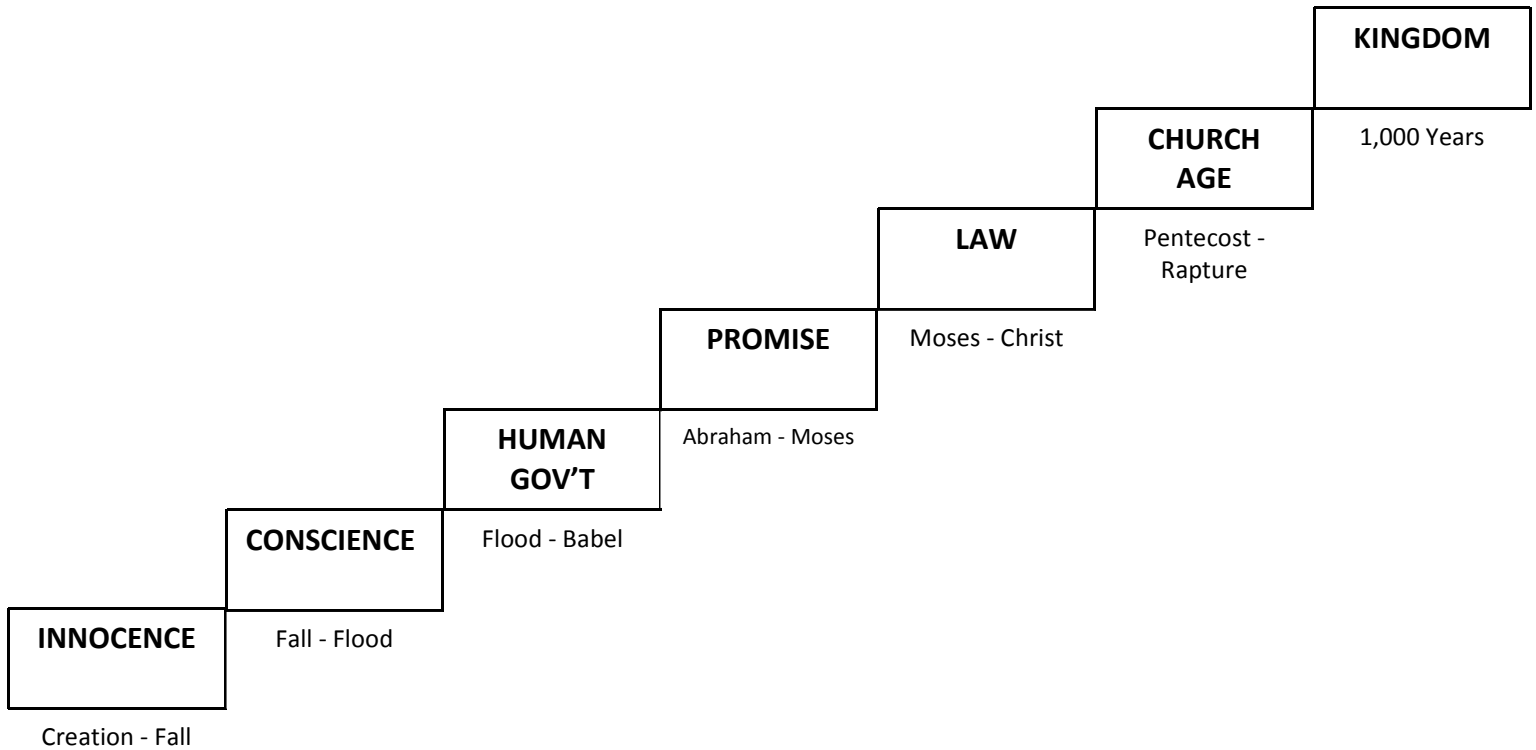 KINGDOM
1,000 Years
CHURCH
AGE
Pentecost -
Rapture
LAW
Moses - Christ
PROMISE
Abraham - Moses
HUMAN
GOV’T
Flood - Babel
CONSCIENCE
Fall - Flood
INNOCENCE
Creation - Fall